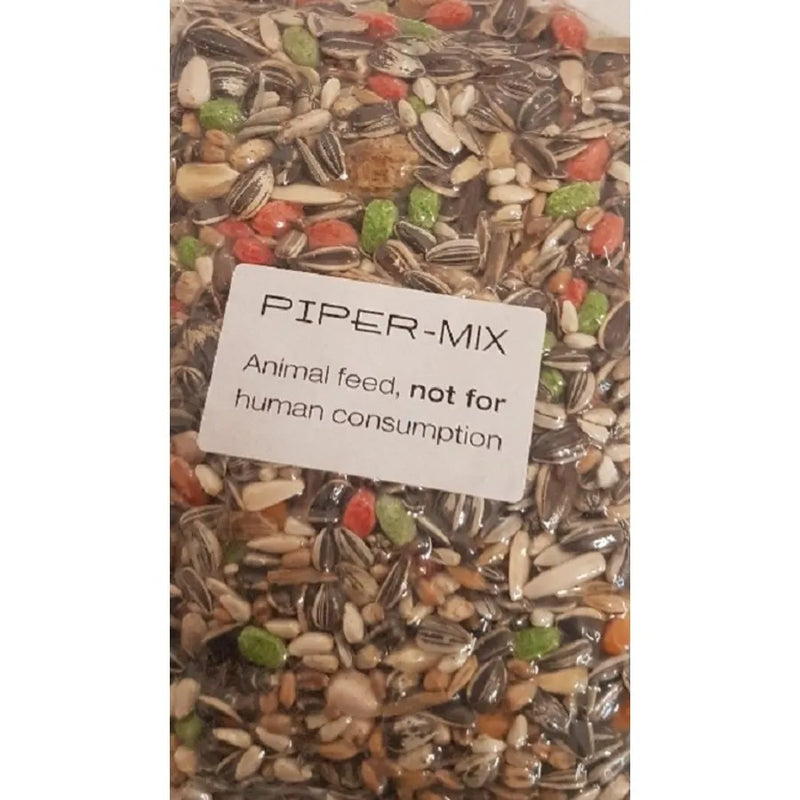 PIPER-MIX
Animal feed, not for
human consumption